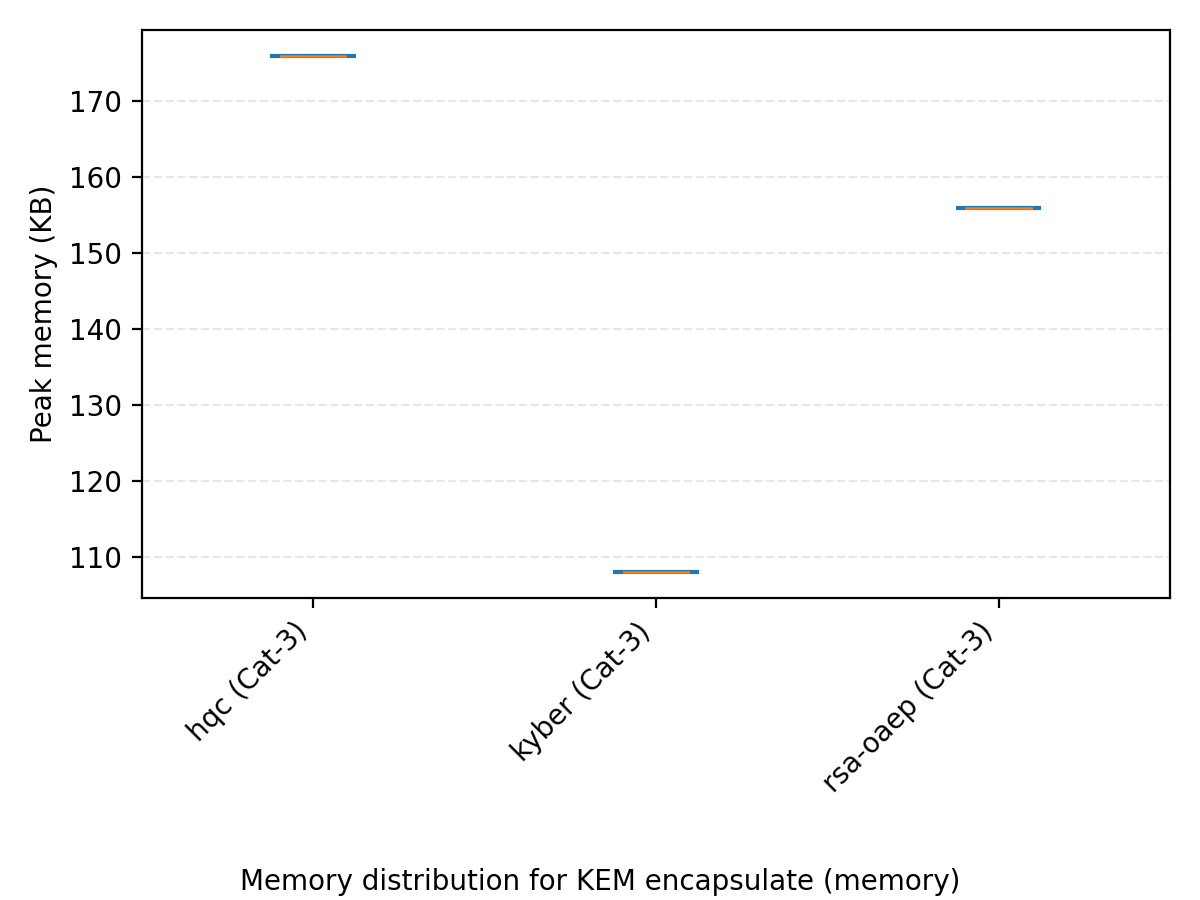 Peak memory (KB)
170
160
150
140
130
120
110
hqc (Cat-3)
kyber (Cat-3)
rsa-oaep (Cat-3)
Memory distribution for KEM encapsulate (memory)